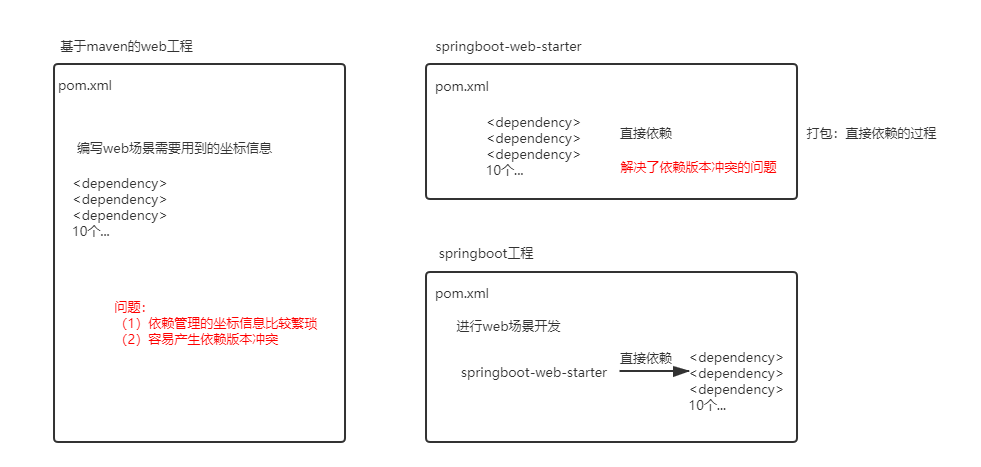 基于maven的web工程
pom.xml
编写web场景需要用到的坐标信息
<dependency>
<dependency>
<dependency>
10个...
问题：
（1）依赖管理的坐标信息比较繁琐
（2）容易产生依赖版本冲突
springboot-web-starter
pom.xml
<dependency>
<dependency>
<dependency>
10个...
直接依赖
解决了依赖版本冲突的问题
打包：直接依赖的过程
springboot工程
pom.xml
进行web场景开发
springboot-web-starter
直接依赖
<dependency>
<dependency>
<dependency>
10个...